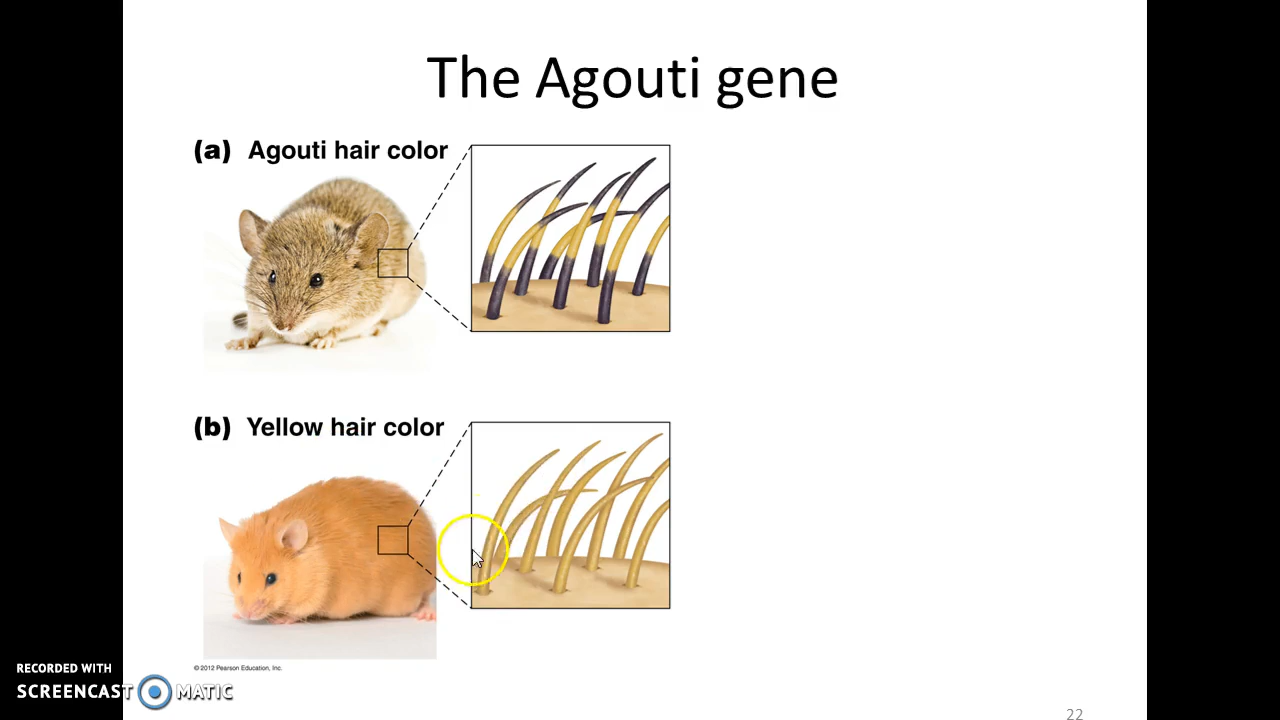 The Agouti gene
(a) Agouti hair color
(b) Yellow hair color
© 2012 Pearson Education, Inc.
RECORDED WITH
SCREENCAST MATIC
22